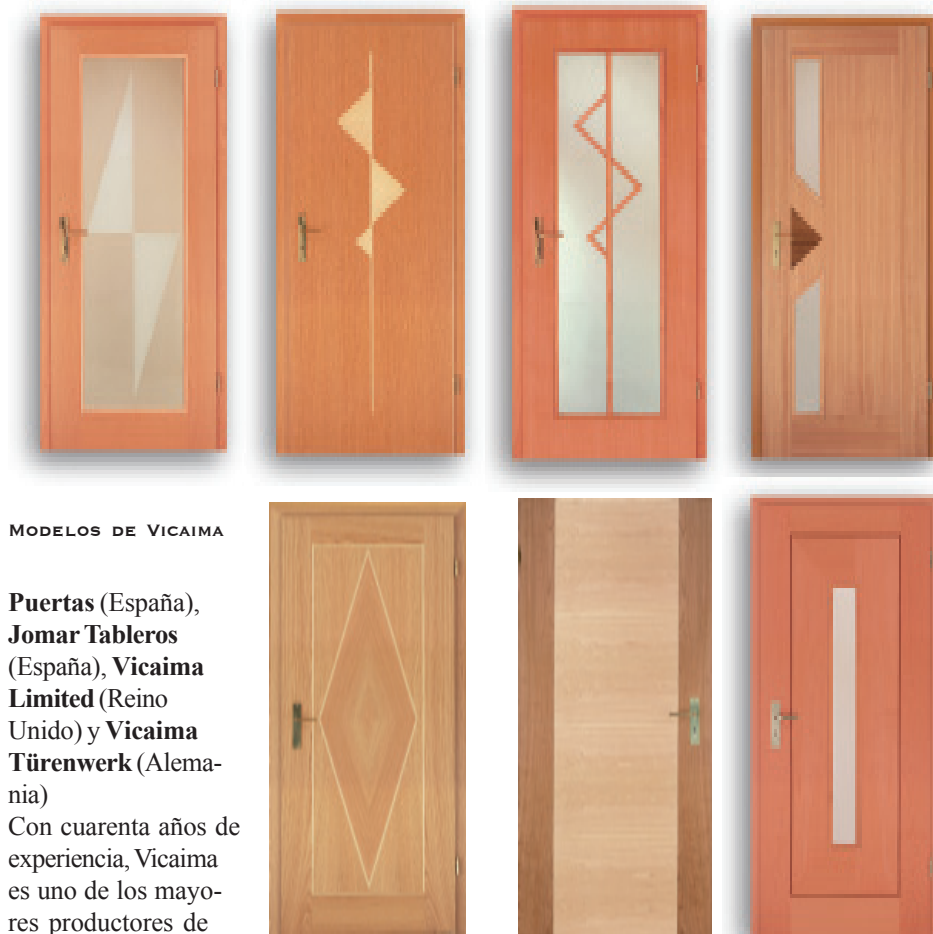 Modelos de Vicaima
Puertas (España),
Jomar Tableros
(España), Vicaima
Limited (Reino
Unido) y Vicaima
Türenwerk (Alema-
nia)
Con cuarenta años de
experiencia, Vicaima
es uno de los mayo-
res productores de